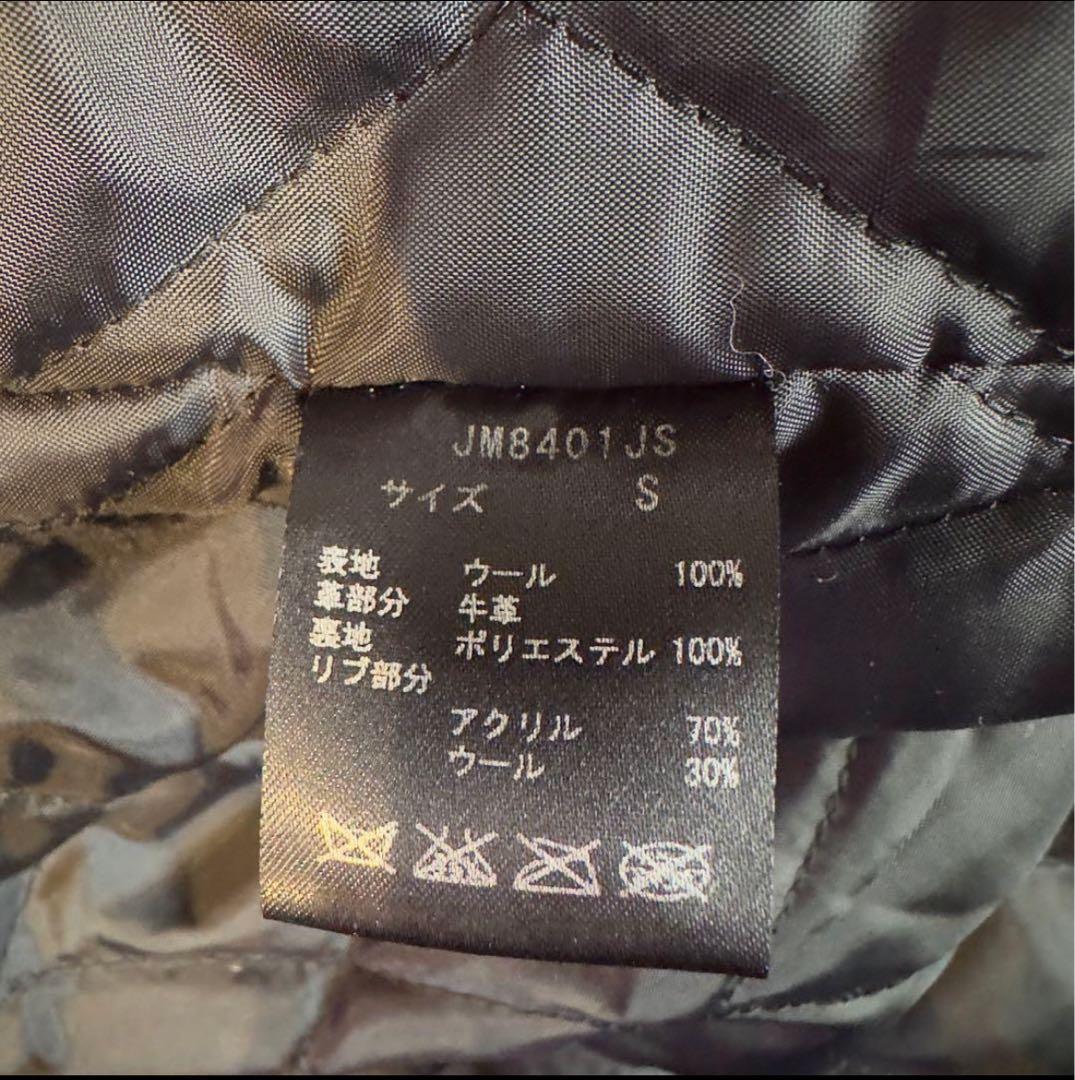 JM8401JS
サイズ S
表地 ウール 100%
革部分 牛革
裏地 ポリエステル 100%
リブ部分
アクリル 70%
ウール 30%